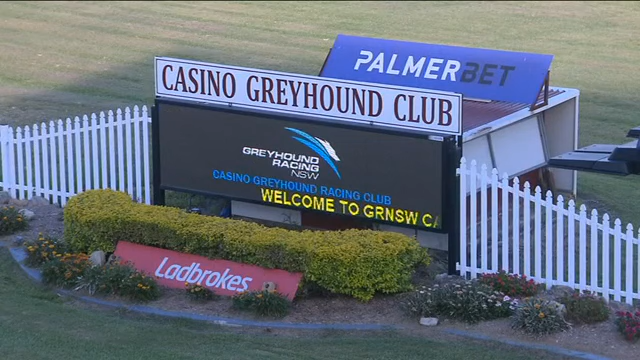 PALMERBET
CASINO GREYHOUND CLUB
GREYHOUND
RACING
NSW
CASINO GREYHOUND RACING CLUB
WELCOME TO GRNSW CA
Ladbrokes